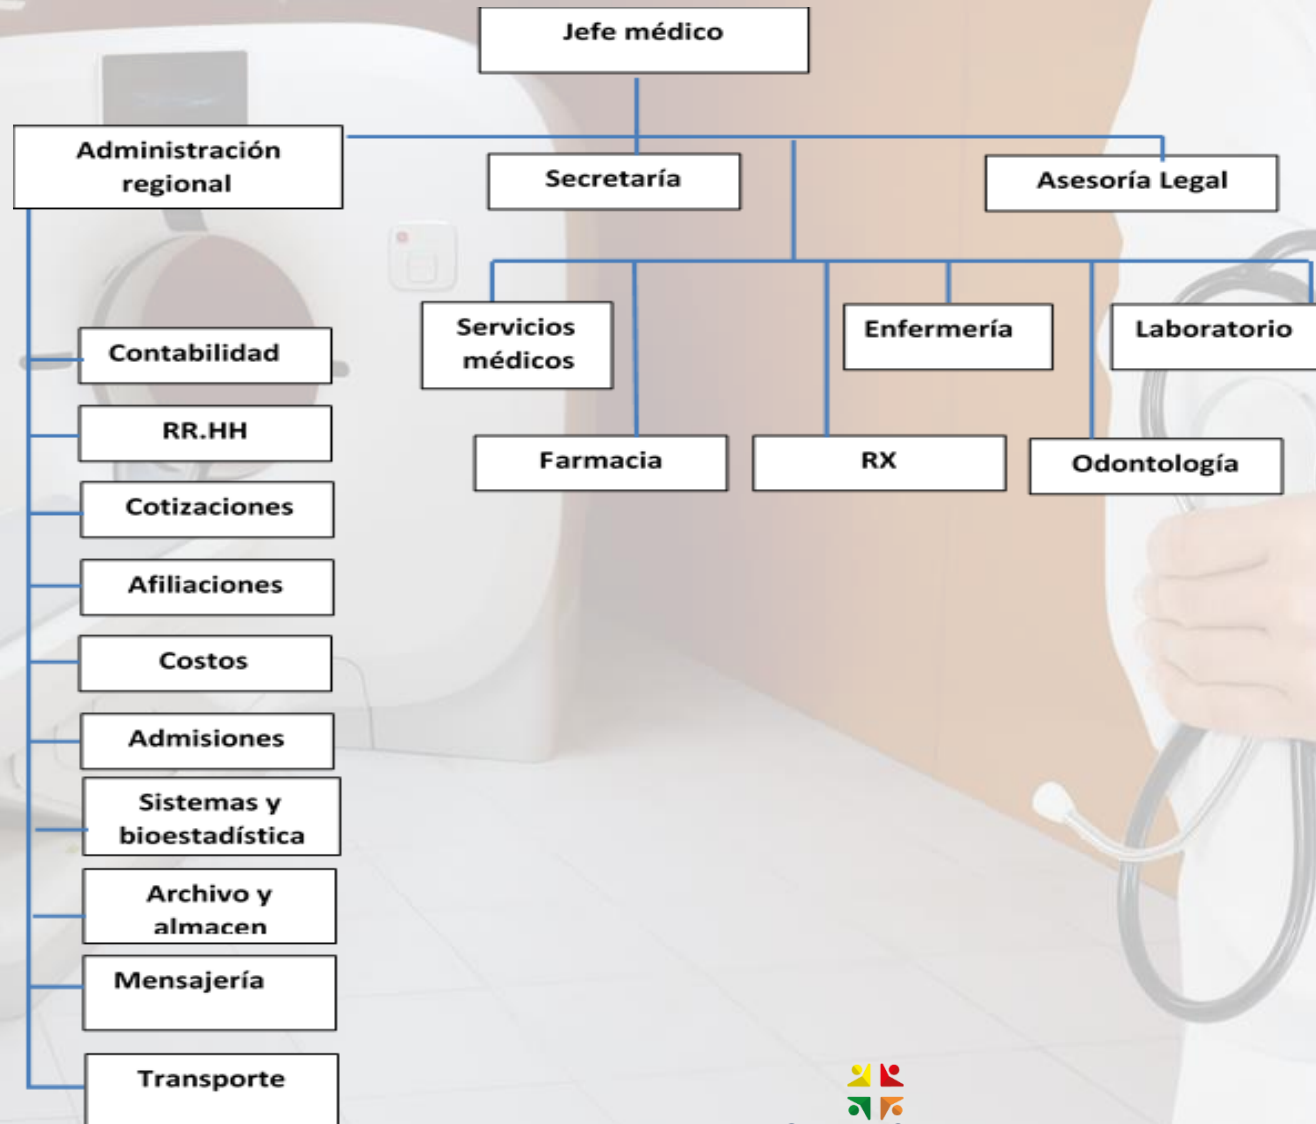 Jefe médico
Administración
regional
Secretaría
Asesoría Legal
Servicios
médicos
Enfermería
Laboratorio
Farmacia
RX
Odontología
Contabilidad
RR.HH
Cotizaciones
Afiliaciones
Costos
Admisiones
Sistemas y
bioestadística
Archivo y
almacen
Mensajería
Transporte